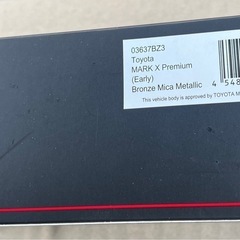 03637BZ3
Toyota
MARK X Premium
(Early)
Bronze Mica Metallic
4 548
This vehicle body is approved by TOYOTA M